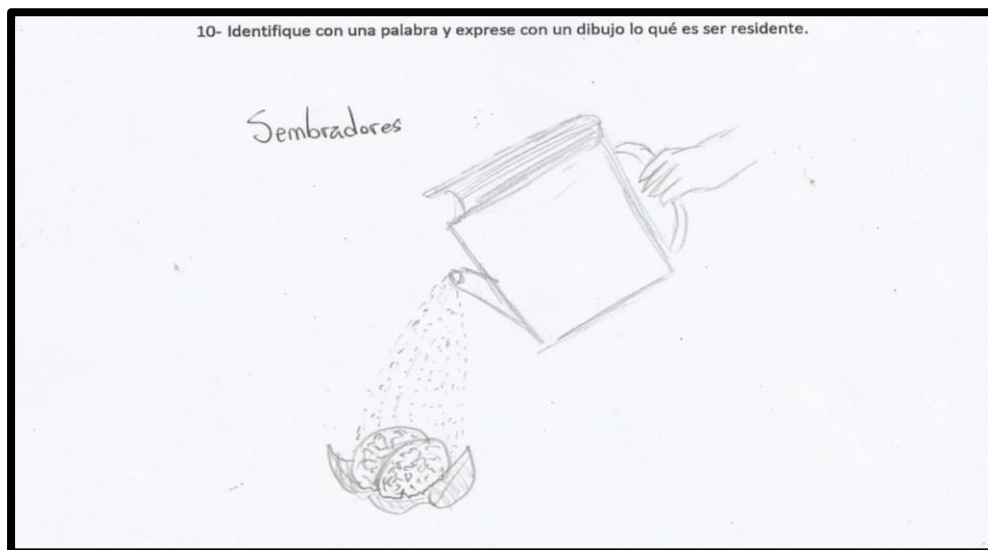 10- Identifique con una palabra y exprese con un dibujo lo qué es ser residente.
Sembradores